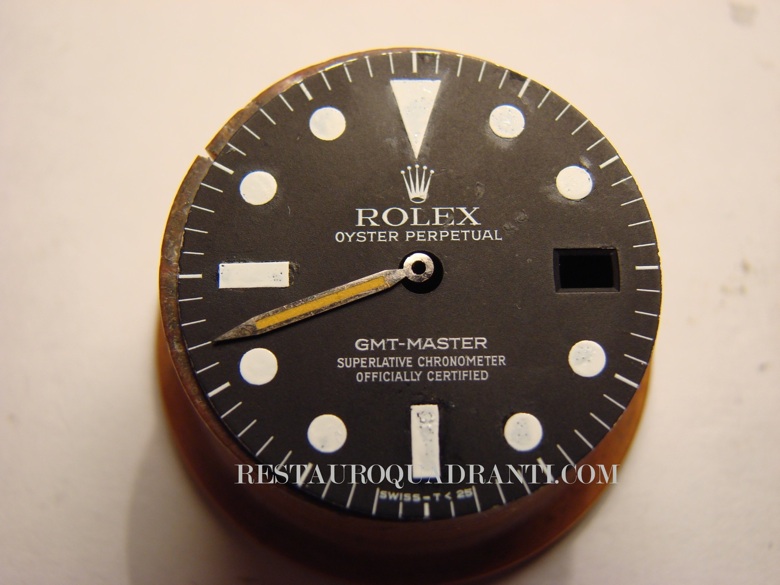 ROLEX
OYSTER PERPETUAL
GMT-MASTER
SUPERLATIVE CHRONOMETER
OFFICIALLY CERTIFIED
RESTAUROQUADRANTI.COM
SWISS-T<25